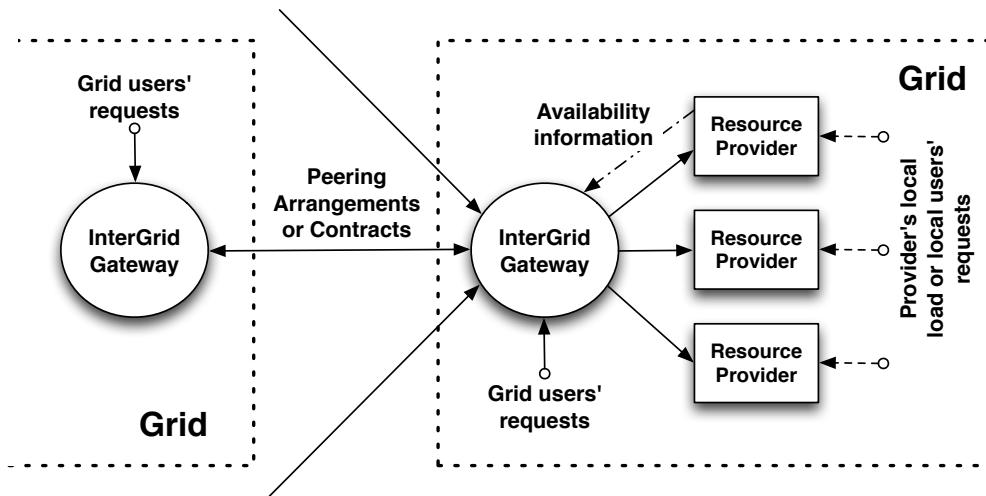 Grid users'
requests
InterGrid
Gateway
Grid
Peering
Arrangements
or Contracts
Grid
Availability
information
InterGrid
Gateway
Grid users'
requests
Resource
Provider
Resource
Provider
Resource
Provider
Provider's local
load or local users'
requests